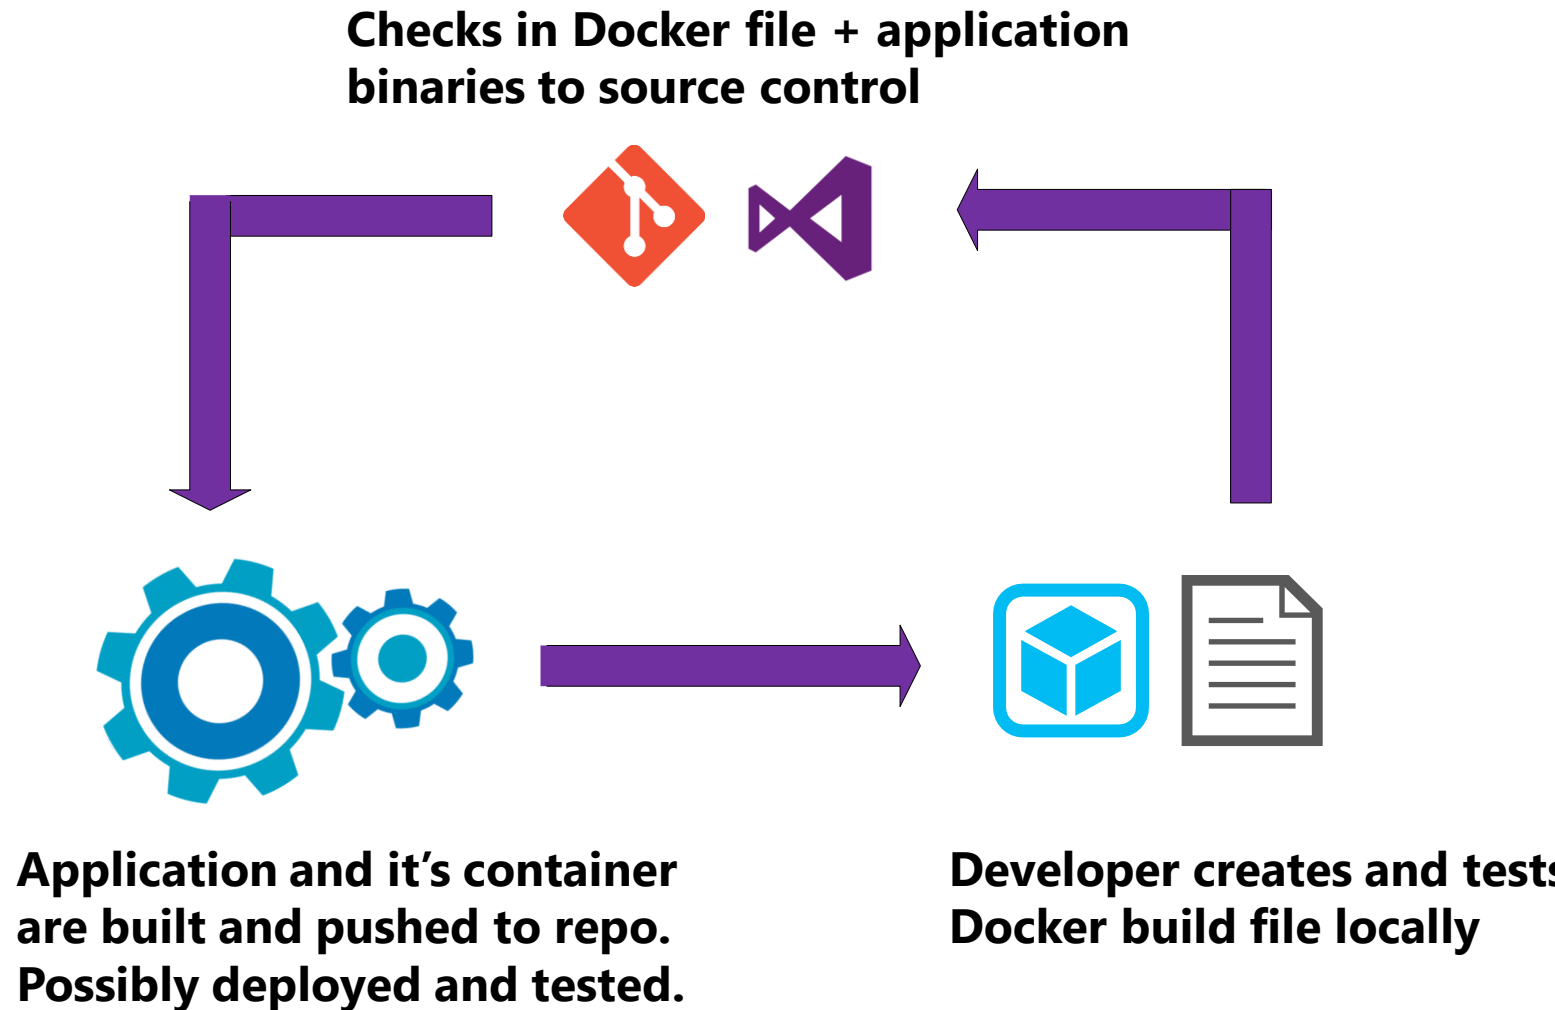 Checks in Docker file + application
binaries to source control
Application and it’s container
are built and pushed to repo.
Possibly deployed and tested.
Developer creates and tests
Docker build file locally